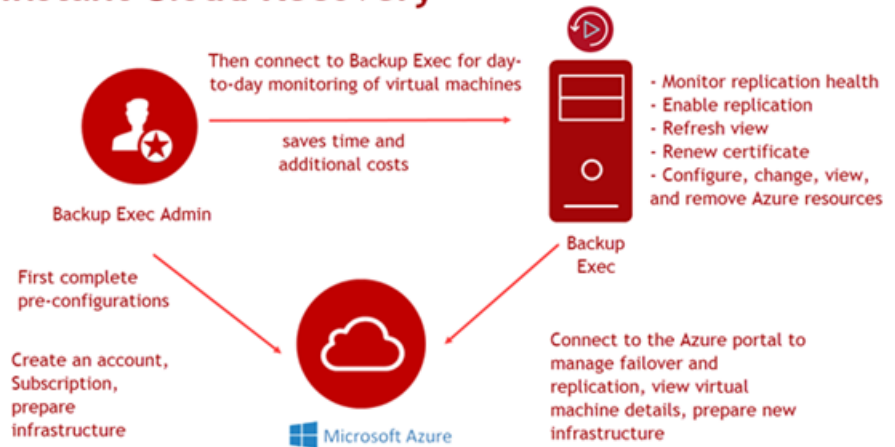 Then connect to Backup Exec for day-
to-day monitoring of virtual machines
saves time and
additional costs
- Monitor replication health
- Enable replication
- Refresh view
- Renew certificate
- Configure, change, view,
and remove Azure resources
Backup Exec Admin
Backup
Exec
First complete
pre-configurations
Create an account,
Subscription,
prepare
infrastructure
Microsoft Azure
Connect to the Azure portal to
manage failover and
replication, view virtual
machine details, prepare new
infrastructure